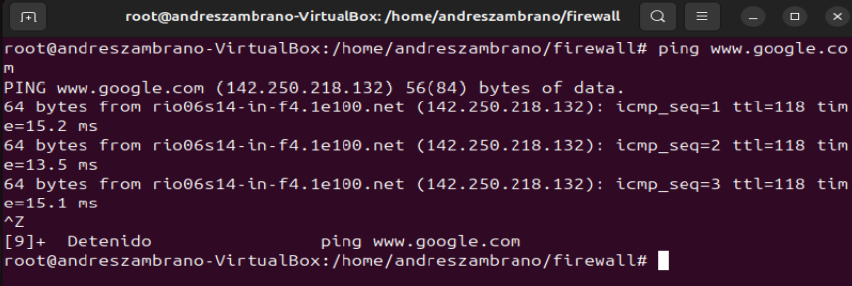 root@andreszambrano-VirtualBox: /home/andreszambrano/firewall
root@andreszambrano-VirtualBox:/home/andreszambrano/firewall# ping www.google.co
m
PING www.google.com (142.250.218.132) 56(84) bytes of data.
64 bytes from rio06s14-in-f4.1e100.net (142.250.218.132): icmp_seq=1 ttl=118 tim
e=15.2 ms
64 bytes from rio06s14-in-f4.1e100.net (142.250.218.132): icmp_seq=2 ttl=118 tim
e=13.5 ms
64 bytes from rio06s14-in-f4.1e100.net (142.250.218.132): icmp_seq=3 ttl=118 tim
e=15.1 ms
^Z
[9]+  Detenido                ping www.google.com
root@andreszambrano-VirtualBox:/home/andreszambrano/firewall#